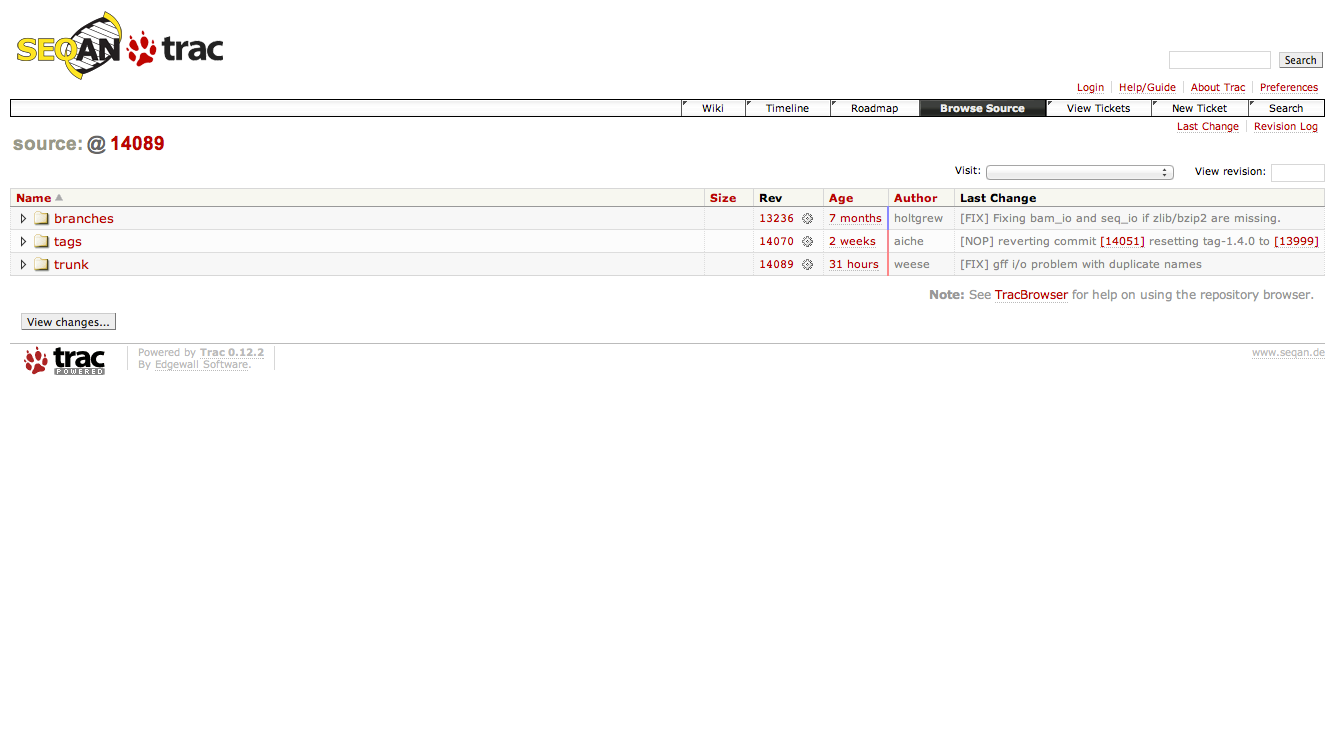 SEQAN trac
Search
Login Help/Guide About Trac Preferences
Wiki Timeline Roadmap Browse Source View Tickets New Ticket Search
Last Change Revision Log
source: @ 14089
Visit: View revision:
Name Size Rev Age Author Last Change
branches 13236 7 months holtgrew [FIX] Fixing bam_io and seq_io if zlib/bzip2 are missing.
tags 14070 2 weeks aiche [NOP] reverting commit [14051] resetting tag-1.4.0 to [13999]
trunk 14089 31 hours weese [FIX] gff i/o problem with duplicate names
Note: See TracBrowser for help on using the repository browser.
View changes...
trac POWERED
Powered by Trac 0.12.2
By Edgewall Software.
www.seqan.de